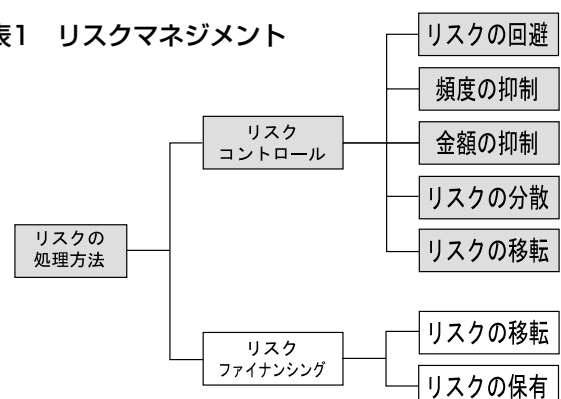 表1 リスクマネジメント
リスクの回避
頻度の抑制
リスク
コントロール
金額の抑制
リスクの分散
リスクの
処理方法
リスクの移転
リスク
ファイナンシング
リスクの移転
リスクの保有